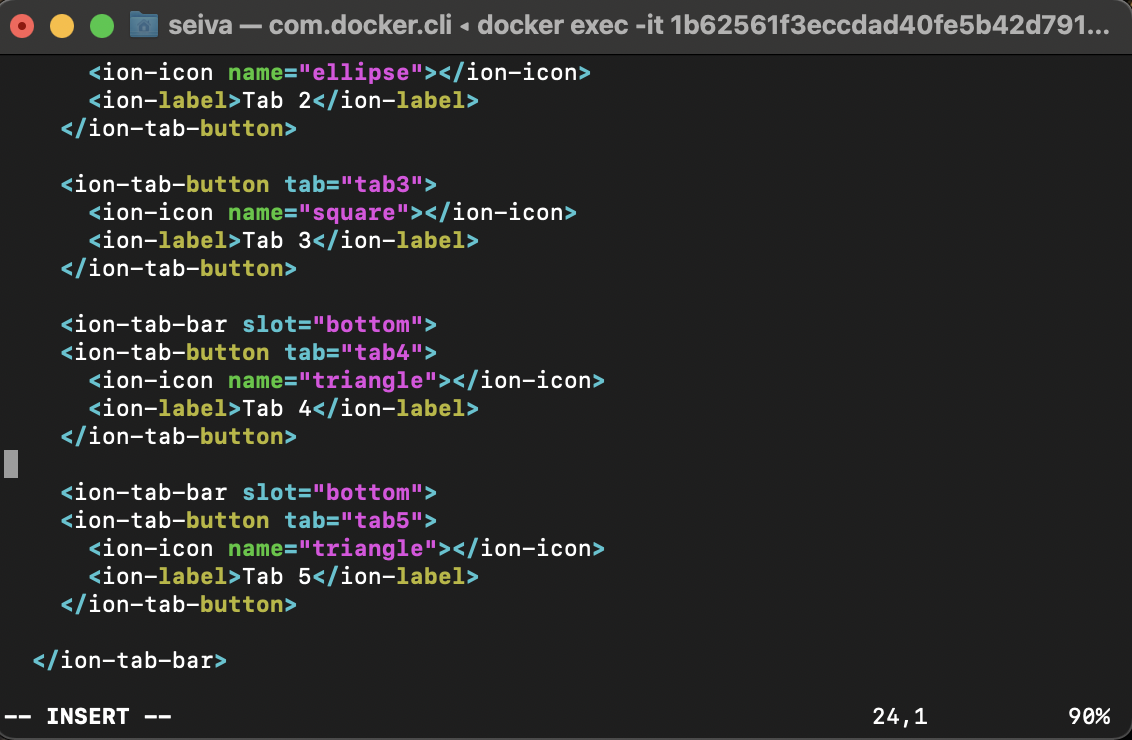 seiva — com.docker.cli ◂ docker exec -it 1b62561f3eccdad40fe5b42d791...
      <ion-icon name="ellipse"></ion-icon>
      <ion-label>Tab 2</ion-label>
    </ion-tab-button>

    <ion-tab-button tab="tab3">
      <ion-icon name="square"></ion-icon>
      <ion-label>Tab 3</ion-label>
    </ion-tab-button>

    <ion-tab-bar slot="bottom">
    <ion-tab-button tab="tab4">
      <ion-icon name="triangle"></ion-icon>
      <ion-label>Tab 4</ion-label>
    </ion-tab-button>

    <ion-tab-bar slot="bottom">
    <ion-tab-button tab="tab5">
      <ion-icon name="triangle"></ion-icon>
      <ion-label>Tab 5</ion-label>
    </ion-tab-button>

  </ion-tab-bar>

-- INSERT -- 24,1 90%